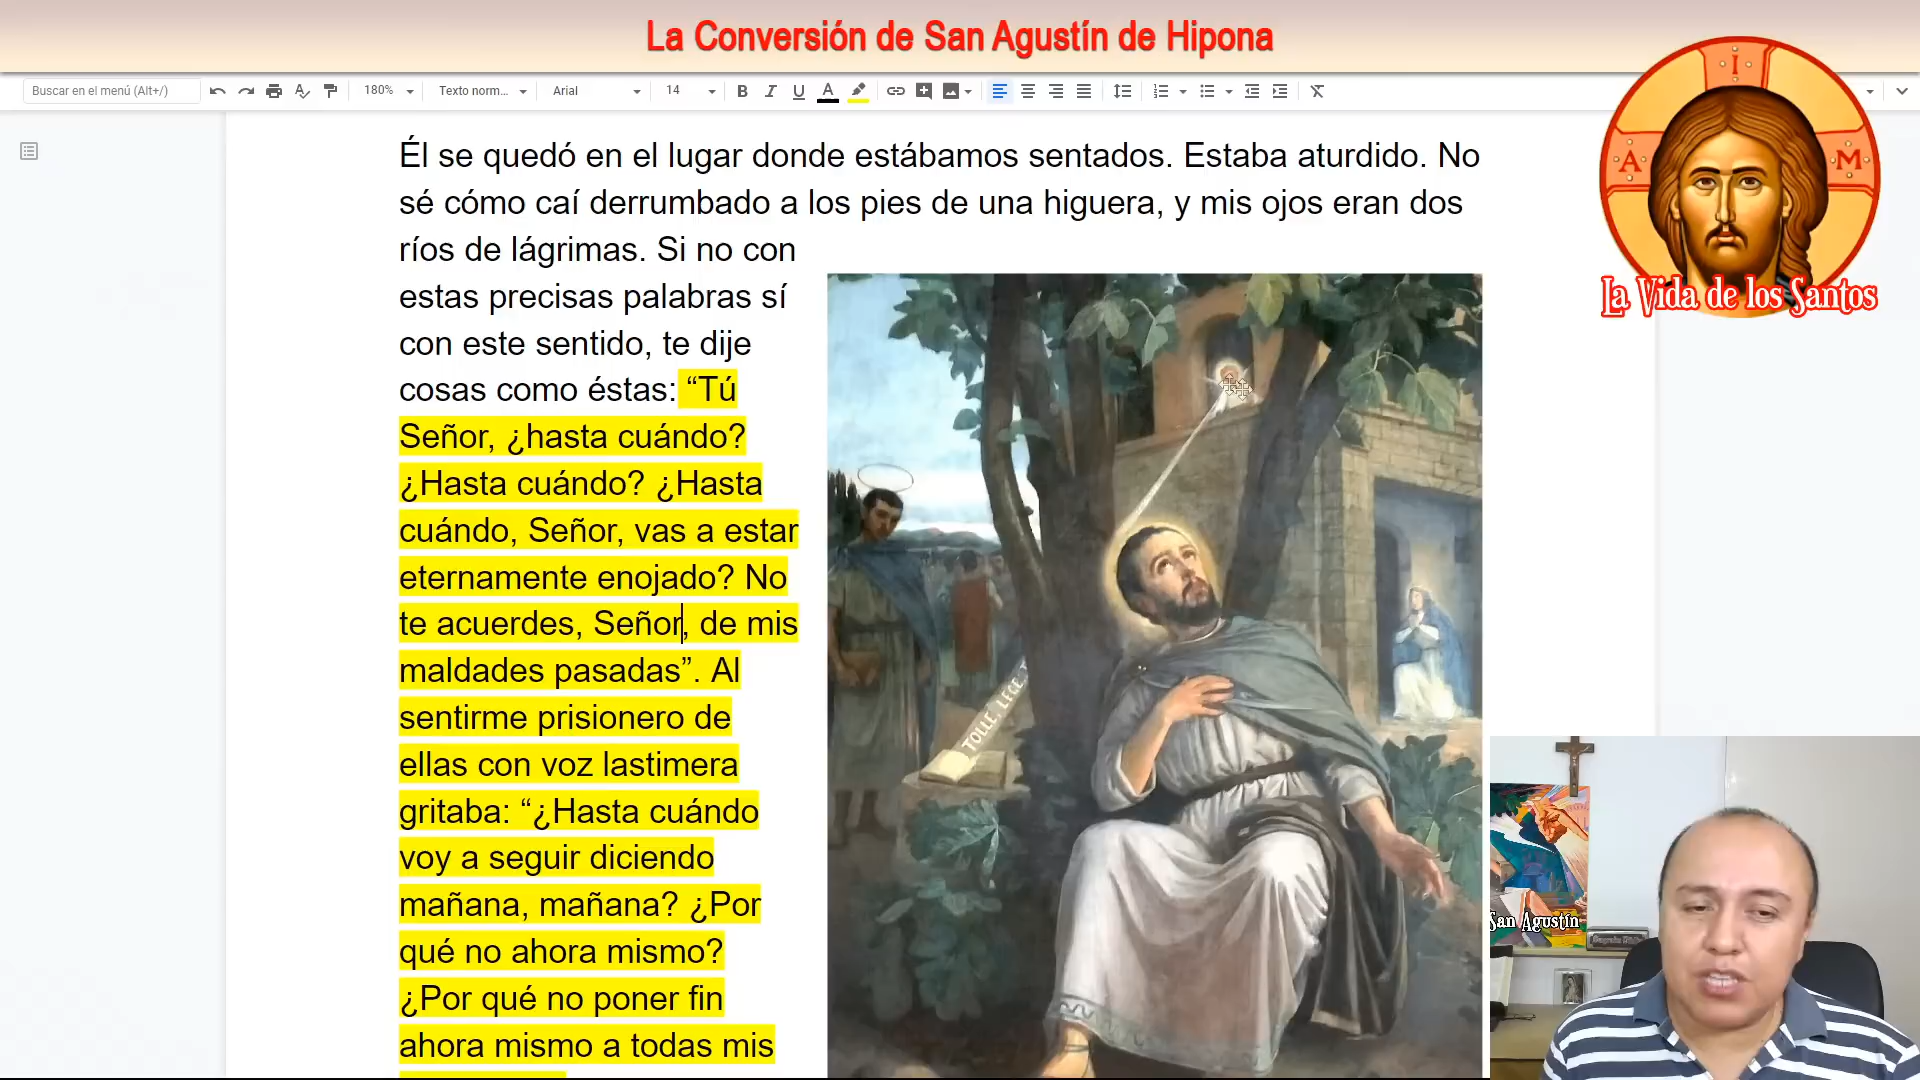 La Conversión de San Agustín de Hipona
Buscar en el menú (Alt+/)
180%
Texto norm...
Arial
14
I
A
M
La Vida de los Santos
Él se quedó en el lugar donde estábamos sentados. Estaba aturdido. No
sé cómo caí derrumbado a los pies de una higuera, y mis ojos eran dos
ríos de lágrimas. Si no con
estas precisas palabras sí
con este sentido, te dije
cosas como éstas: “Tú
Señor, ¿hasta cuándo?
¿Hasta cuándo? ¿Hasta
cuándo, Señor, vas a estar
eternamente enojado? No
te acuerdes, Señor, de mis
maldades pasadas”. Al
sentirme prisionero de
ellas con voz lastimera
gritaba: “¿Hasta cuándo
voy a seguir diciendo
mañana, mañana? ¿Por
qué no ahora mismo?
¿Por qué no poner fin
ahora mismo a todas mis
TOLLE, LEGE, T
San Agustín